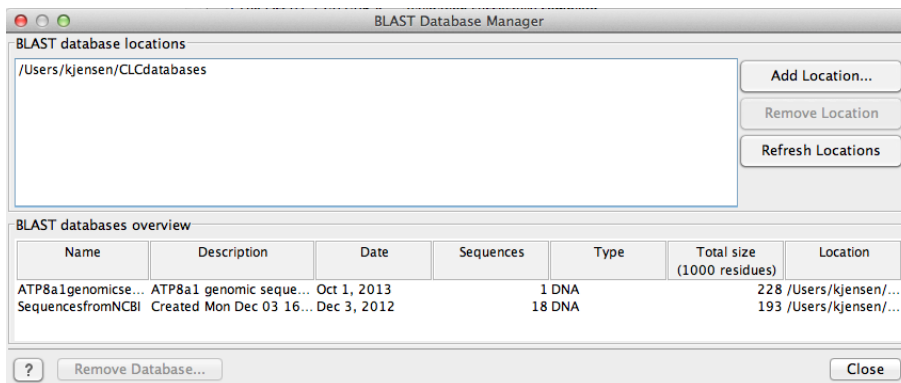 BLAST Database Manager
BLAST database locations
/Users/kjensen/CLCdatabases
Add Location...
Remove Location
Refresh Locations
BLAST databases overview
Name Description Date Sequences Type Total size (1000 residues) Location
ATP8a1genomicse... ATP8a1 genomic seque... Oct 1, 2013 1 DNA 228 /Users/kjensen/...
SequencesfromNCBI Created Mon Dec 03 16... Dec 3, 2012 18 DNA 193 /Users/kjensen/...
? Remove Database... Close